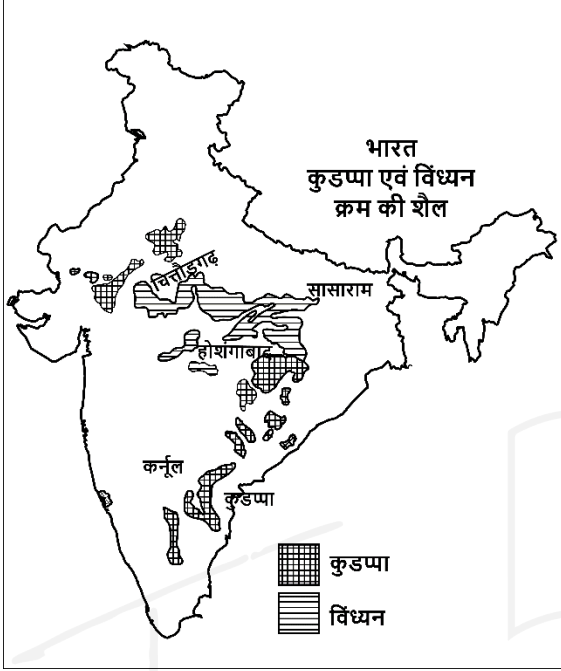 भारत
कुडप्पा एवं विंध्यन
क्रम की शैल
चित्तौड़गढ़
सासाराम
होशंगाबाद
कर्नूल
कुडप्पा
कुडप्पा
विंध्यन